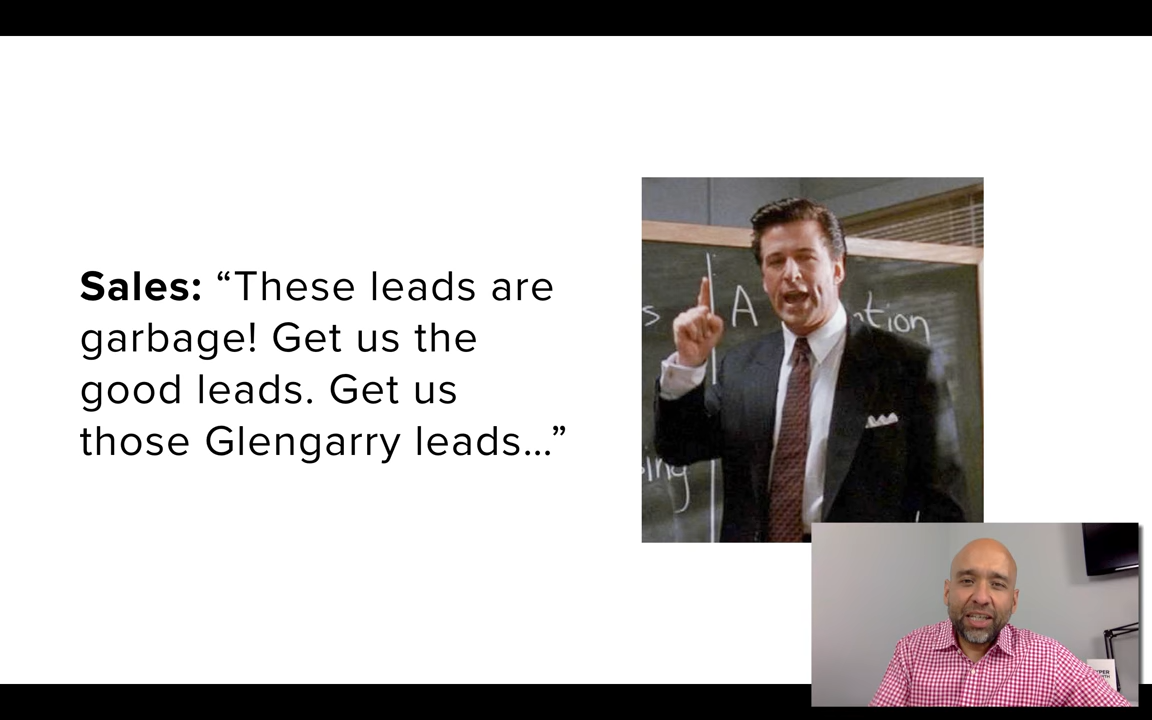 Sales: “These leads are
garbage! Get us the
good leads. Get us
those Glengarry leads...”
A